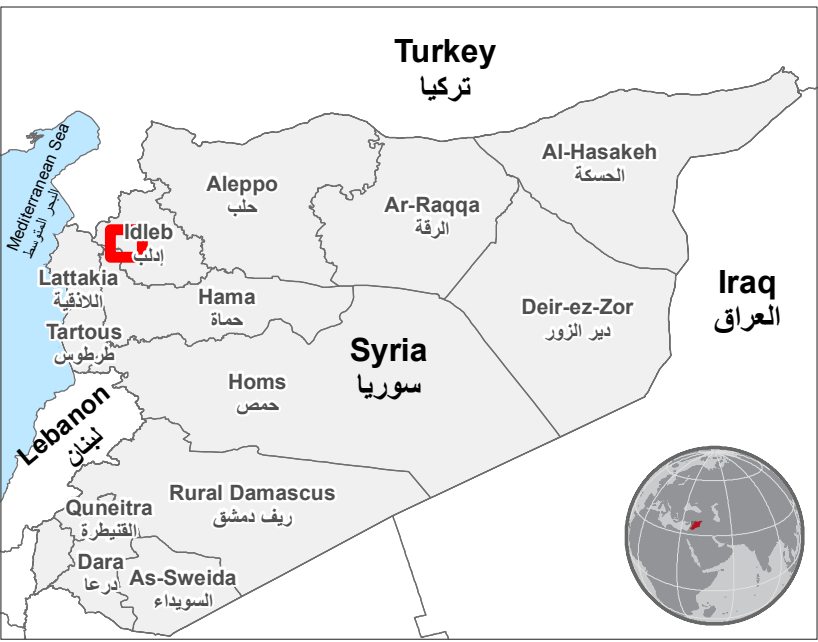 Turkey
تركيا
Mediterranean Sea
البحر المتوسط
Al-Hasakeh
الحسكة
Aleppo
حلب
Ar-Raqqa
الرقة
Idleb
إدلب
Lattakia
اللاذقية
Hama
حماة
Deir-ez-Zor
دير الزور
Iraq
العراق
Tartous
طرطوس
Syria
سوريا
Homs
حمص
Lebanon
لبنان
Rural Damascus
ريف دمشق
Quneitra
القنيطرة
Dara
درعا
As-Sweida
السويداء